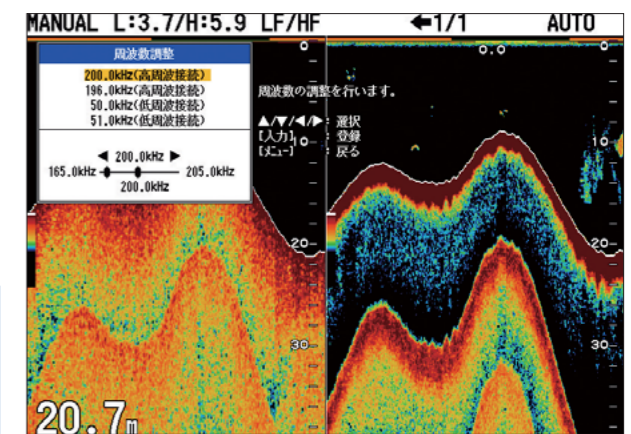 MANUAL L:3.7/H:5.9 LF/HF ←1/1 AUTO
0 0.0 0
周波数調整
200.0kHz(高周波接続)
196.0kHz(高周波接続)
50.0kHz(低周波接続)
51.0kHz(低周波接続)
周波数の調整を行います。
▲/▼/◀/▶: 選択
[入力]: 登録
[メニュー]: 戻る
10 10
◀ 200.0kHz ▶
165.0kHz 205.0kHz
200.0kHz
20 20
30 30
20.7m